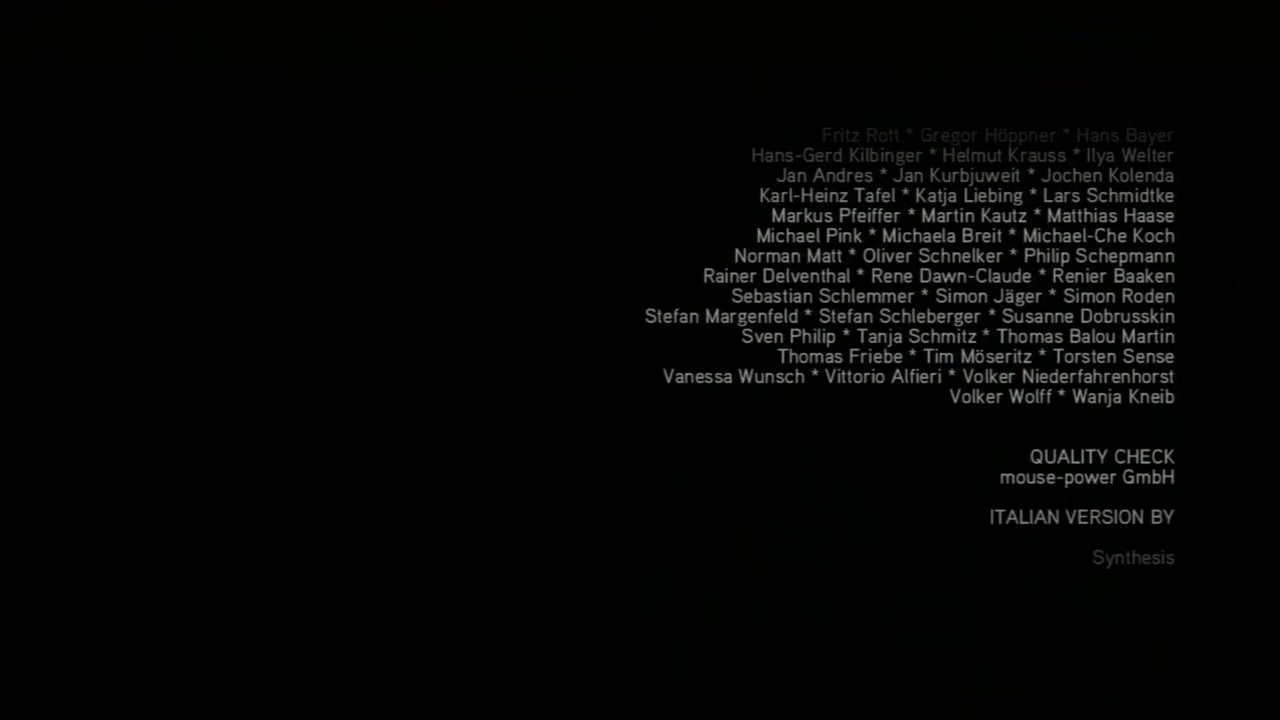 Fritz Rott * Gregor Höppner * Hans Bayer
Hans-Gerd Kilbinger * Helmut Krauss * Ilya Welter
Jan Andres * Jan Kurbjuweit * Jochen Kolenda
Karl-Heinz Tafel * Katja Liebing * Lars Schmidtke
Markus Pfeiffer * Martin Kautz * Matthias Haase
Michael Pink * Michaela Breit * Michael-Che Koch
Norman Matt * Oliver Schnelker * Philip Schepmann
Rainer Delventhal * Rene Dawn-Claude * Renier Baaken
Sebastian Schlemmer * Simon Jäger * Simon Roden
Stefan Margenfeld * Stefan Schleberger * Susanne Dobrusskin
Sven Philip * Tanja Schmitz * Thomas Balou Martin
Thomas Friebe * Tim Möseritz * Torsten Sense
Vanessa Wunsch * Vittorio Alfieri * Volker Niederfahrenhorst
Volker Wolff * Wanja Kneib
QUALITY CHECK
mouse-power GmbH
ITALIAN VERSION BY
Synthesis